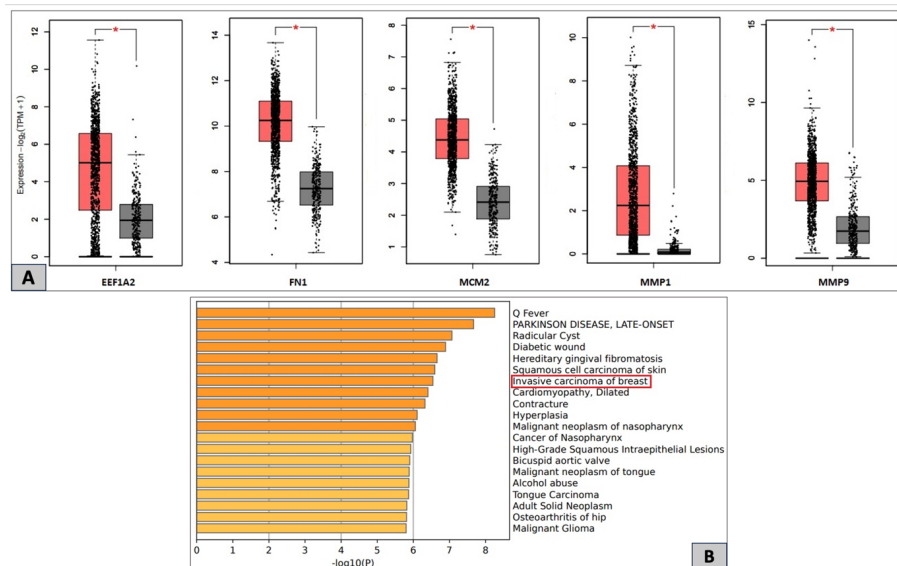 12
10
8
6
4
2
0
Expression - log₂(TPM +1)
*
EEF1A2
14
12
10
8
6
4
*
FN1
8
7
6
5
4
3
2
1
*
MCM2
10
8
6
4
2
0
*
MMP1
15
10
5
0
*
MMP9
A
Q Fever
PARKINSON DISEASE, LATE-ONSET
Radicular Cyst
Diabetic wound
Hereditary gingival fibromatosis
Squamous cell carcinoma of skin
Invasive carcinoma of breast
Cardiomyopathy, Dilated
Contracture
Hyperplasia
Malignant neoplasm of nasopharynx
Cancer of Nasopharynx
High-Grade Squamous Intraepithelial Lesions
Bicuspid aortic valve
Malignant neoplasm of tongue
Alcohol abuse
Tongue Carcinoma
Adult Solid Neoplasm
Osteoarthritis of hip
Malignant Glioma
0 1 2 3 4 5 6 7 8
-log10(P)
B